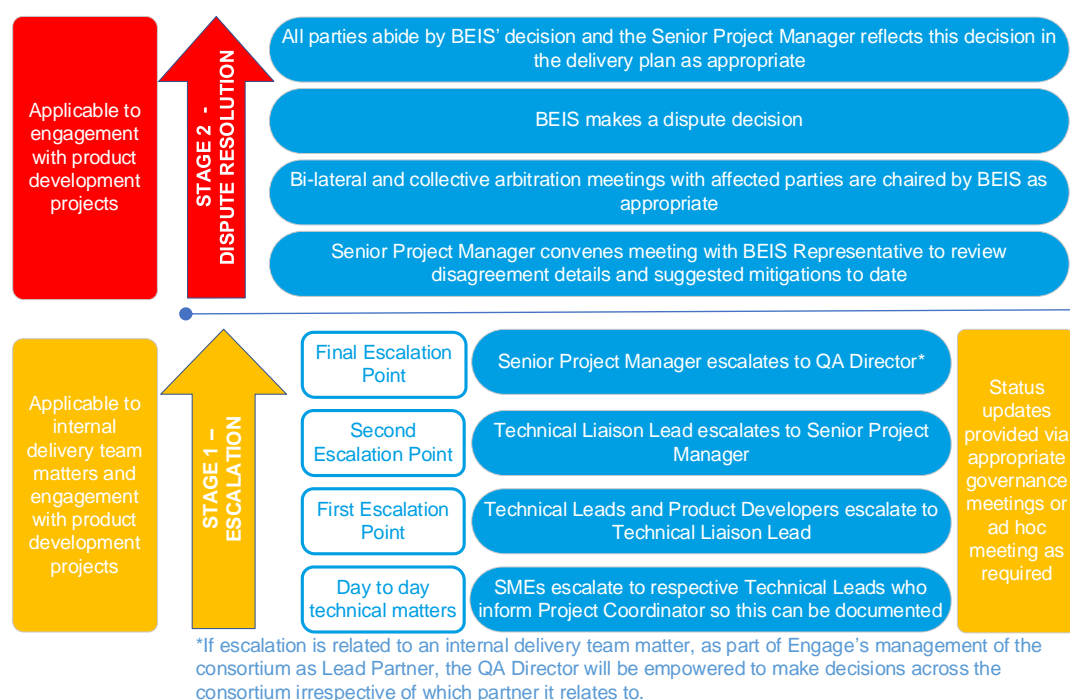 Applicable to
engagement
with product
development
projects
STAGE 2 -
DISPUTE RESOLUTION
All parties abide by BEIS’ decision and the Senior Project Manager reflects this decision in
the delivery plan as appropriate
BEIS makes a dispute decision
Bi-lateral and collective arbitration meetings with affected parties are chaired by BEIS as
appropriate
Senior Project Manager convenes meeting with BEIS Representative to review
disagreement details and suggested mitigations to date
Applicable to
internal
delivery team
matters and
engagement
with product
development
projects
STAGE 1 –
ESCALATION
Final Escalation
Point
Senior Project Manager escalates to QA Director*
Second
Escalation Point
Technical Liaison Lead escalates to Senior Project
Manager
First Escalation
Point
Technical Leads and Product Developers escalate to
Technical Liaison Lead
Day to day
technical matters
SMEs escalate to respective Technical Leads who
inform Project Coordinator so this can be documented
Status
updates
provided via
appropriate
governance
meetings or
ad hoc
meeting as
required
*If escalation is related to an internal delivery team matter, as part of Engage’s management of the
consortium as Lead Partner, the QA Director will be empowered to make decisions across the
consortium irrespective of which partner it relates to.